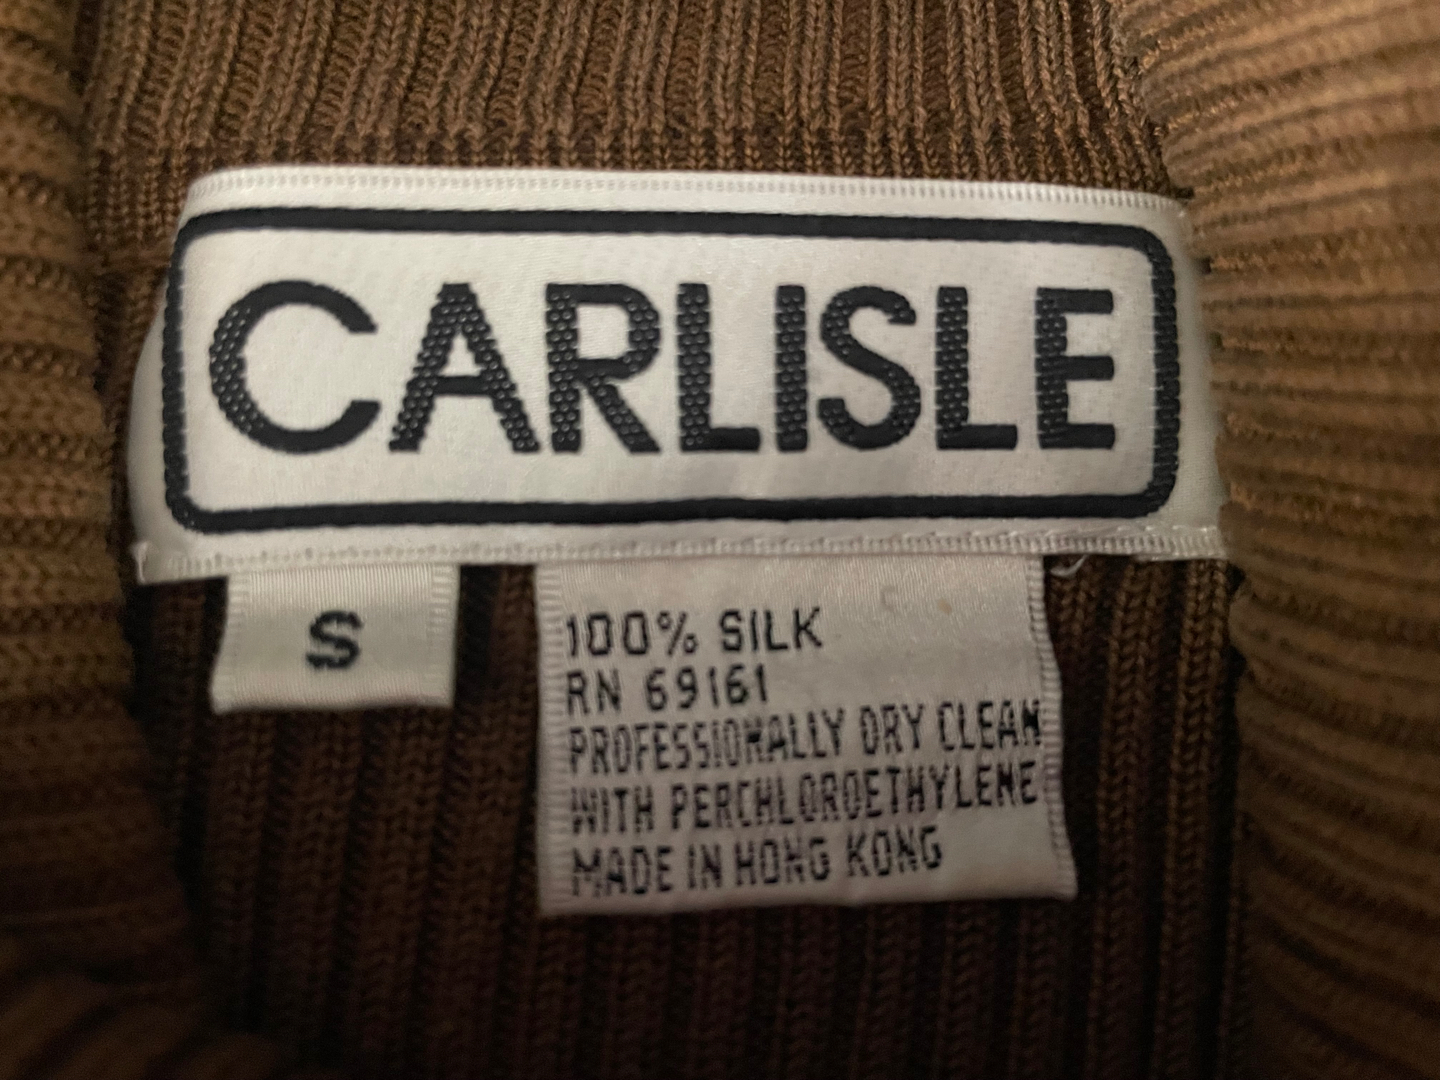 CARLISLE
S
100% SILK
RN 69161
PROFESSIONALLY DRY CLEAN
WITH PERCHLOROETHYLENE
MADE IN HONG KONG